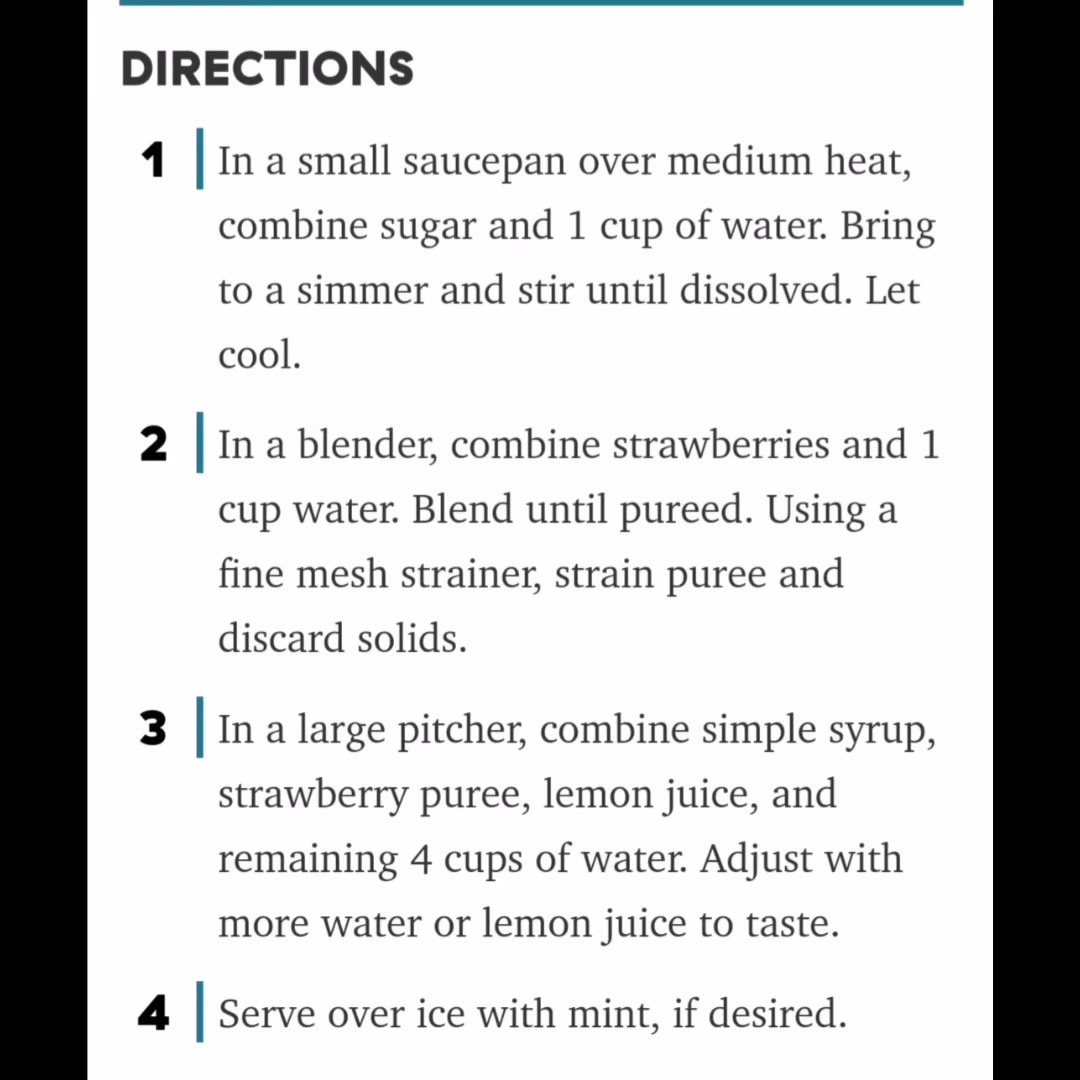 DIRECTIONS
1 In a small saucepan over medium heat,
combine sugar and 1 cup of water. Bring
to a simmer and stir until dissolved. Let
cool.
2 In a blender, combine strawberries and 1
cup water. Blend until pureed. Using a
fine mesh strainer, strain puree and
discard solids.
3 In a large pitcher, combine simple syrup,
strawberry puree, lemon juice, and
remaining 4 cups of water. Adjust with
more water or lemon juice to taste.
4 Serve over ice with mint, if desired.